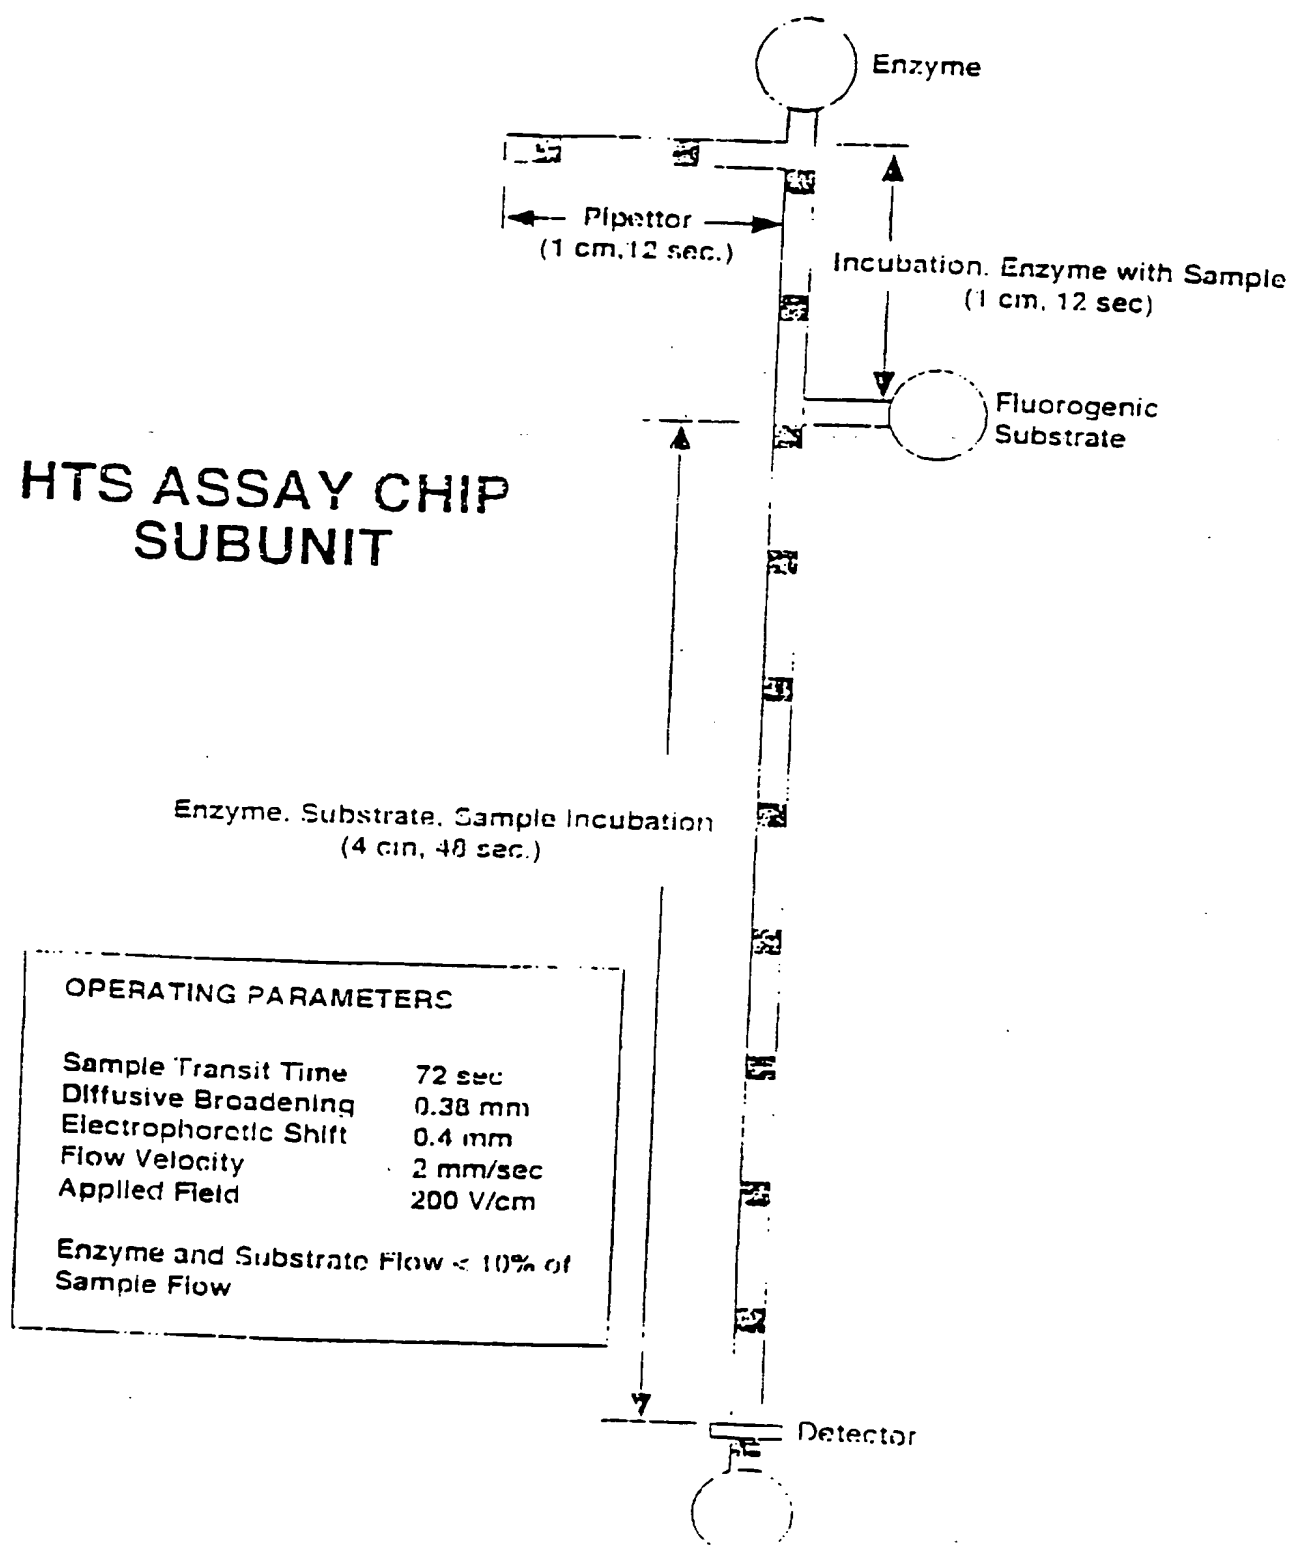 Enzyme
Pipettor
(1 cm, 12 sec.)
Incubation. Enzyme with Sample
(1 cm, 12 sec)
Fluorogenic
Substrate
HTS ASSAY CHIP
SUBUNIT
Enzyme. Substrate. Sample Incubation
(4 cm, 48 sec.)
OPERATING PARAMETERS
Sample Transit Time 72 sec
Diffusive Broadening 0.38 mm
Electrophoretic Shift 0.4 mm
Flow Velocity 2 mm/sec
Applied Field 200 V/cm
Enzyme and Substrate Flow < 10% of
Sample Flow
Detector